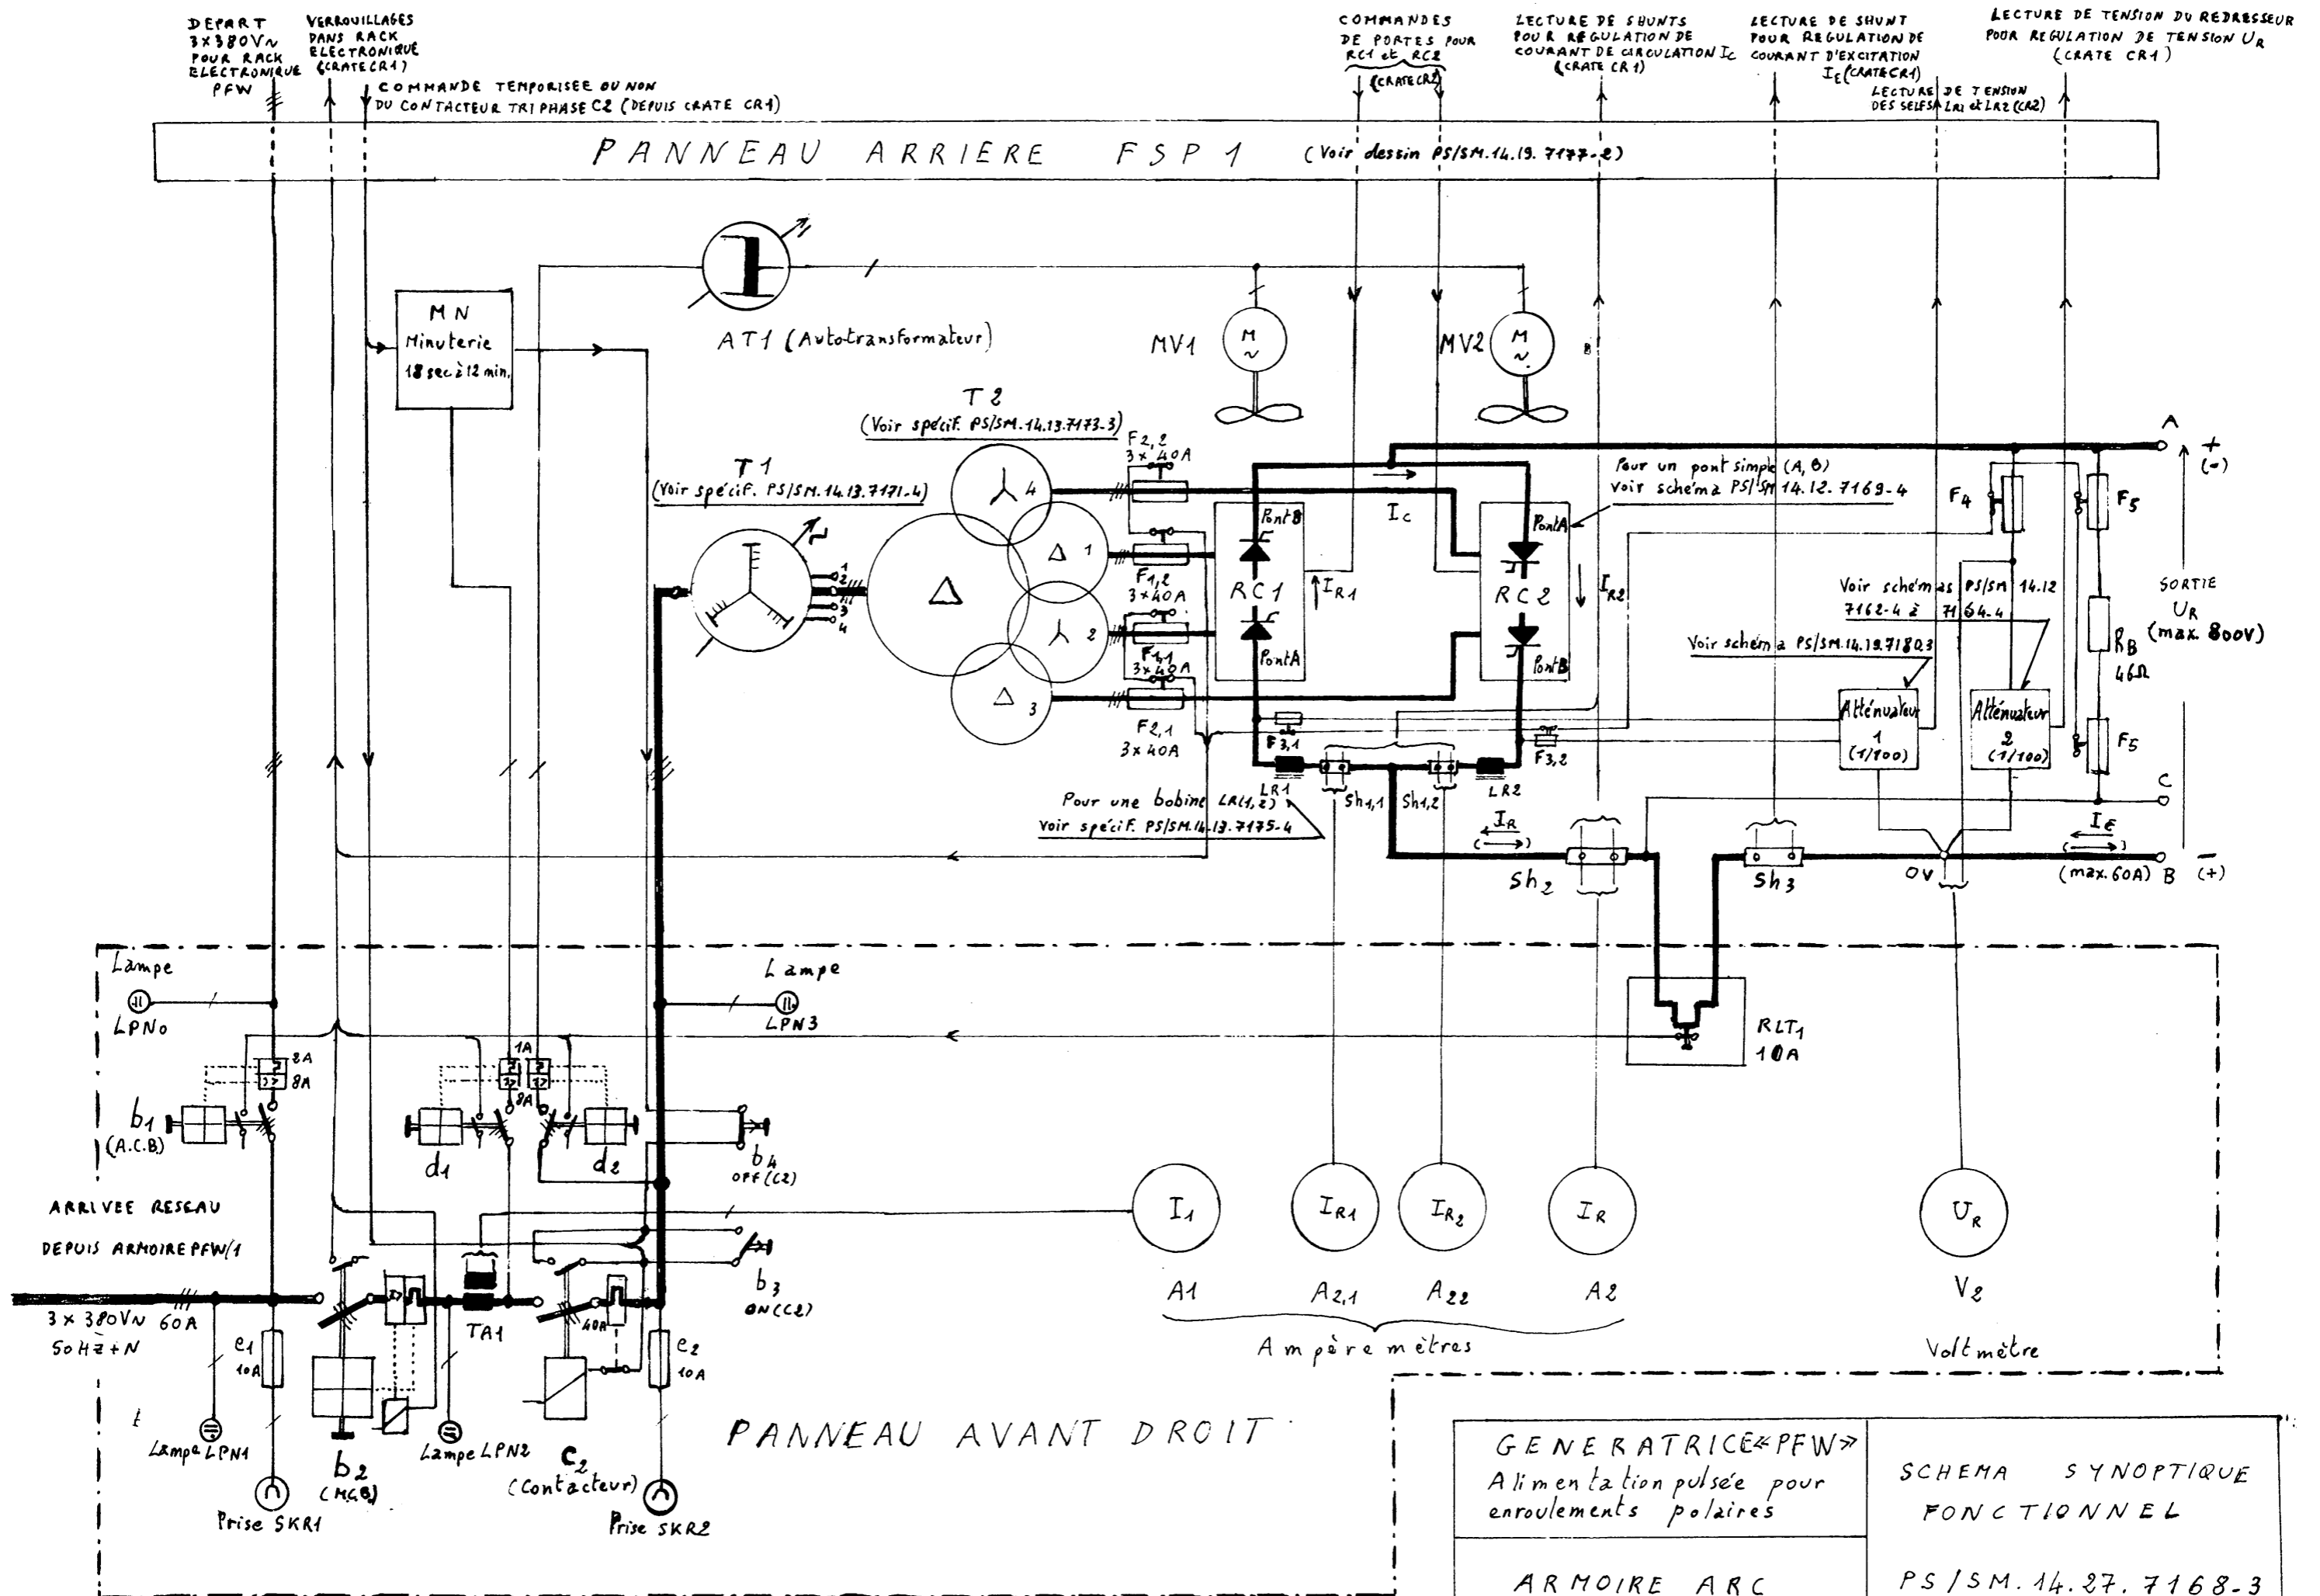 DEPART
3x380V~
POUR RACK
ELECTRONIQUE
PFW
VERROUILLAGES
DANS RACK
ELECTRONIQUE
(CRATE CR1)
COMMANDE TEMPORISEE OU NON
DU CONTACTEUR TRIPHASE C2 (DEPUIS CRATE CR1)
COMMANDES
DE PORTES POUR
RC1 et RC2
(CRATE CR2)
LECTURE DE SHUNTS
POUR REGULATION DE
COURANT DE CIRCULATION Ic
(CRATE CR1)
LECTURE DE SHUNT
POUR REGULATION DE
COURANT D'EXCITATION
IE (CRATE CR1)
LECTURE DE TENSION
DES SELFS LR1 et LR2 (CR2)
LECTURE DE TENSION DU REDRESSEUR
POUR REGULATION DE TENSION UR
(CRATE CR1)
PANNEAU ARRIERE FSP1 (Voir dessin PS/SM.14.19.7177-2)
MN
Minuterie
18 sec à 12 min.
AT1 (Autotransformateur)
MV1
M
~
MV2
M
~
T2
(Voir spécif. PS/SM.14.13.7173-3)
T1
(Voir spécif. PS/SM.14.13.7171-4)
1
2
3
4
4
1
2
3
F2,2
3x40A
F1,2
3x40A
F1,1
3x40A
F2,1
3x40A
Pont B
RC1
Pont A
IR1
Ic
Pont A
RC2
Pont B
IR2
Pour un pont simple (A,B)
Voir schéma PS/SM 14.12.7169-4
F4
F5
A
+
(-)
SORTIE
UR
(max. 800V)
Voir schémas PS/SM 14.12
7162-4 à 7164-4
Voir schéma PS/SM.14.19.7180.3
RB
46Ω
Atténuateur
1
(1/100)
Atténuateur
2
(1/100)
F5
C
F3,1
F3,2
LR1
Sh1,1
Sh1,2
LR2
Pour une bobine LR(1,2)
Voir spécif. PS/SM.14.13.7175-4
IR
Sh2
Sh3
0V
IE
(max. 60A)
B
-
(+)
Lampe
LPN0
Lampe
LPN3
RLT1
10A
2A
8A
1A
8A
b1
(A.C.B.)
d1
d2
b4
OFF (C2)
ARRIVEE RESEAU
DEPUIS ARMOIRE PFW/1
I1
IR1
IR2
IR
UR
b3
ON (C2)
A1
A2,1
A22
A2
V2
3x380V~ 60A
50HZ+N
e1
10A
TA1
40A
e2
10A
Ampèremètres
Voltmètre
Lampe LPN1
b2
(M.C.B.)
Lampe LPN2
C2
(Contacteur)
PANNEAU AVANT DROIT
Prise SKR1
Prise SKR2
GENERATRICE «PFW»
Alimentation pulsée pour
enroulements polaires
SCHEMA SYNOPTIQUE
FONCTIONNEL
ARMOIRE ARC
PS/SM.14.27.7168-3